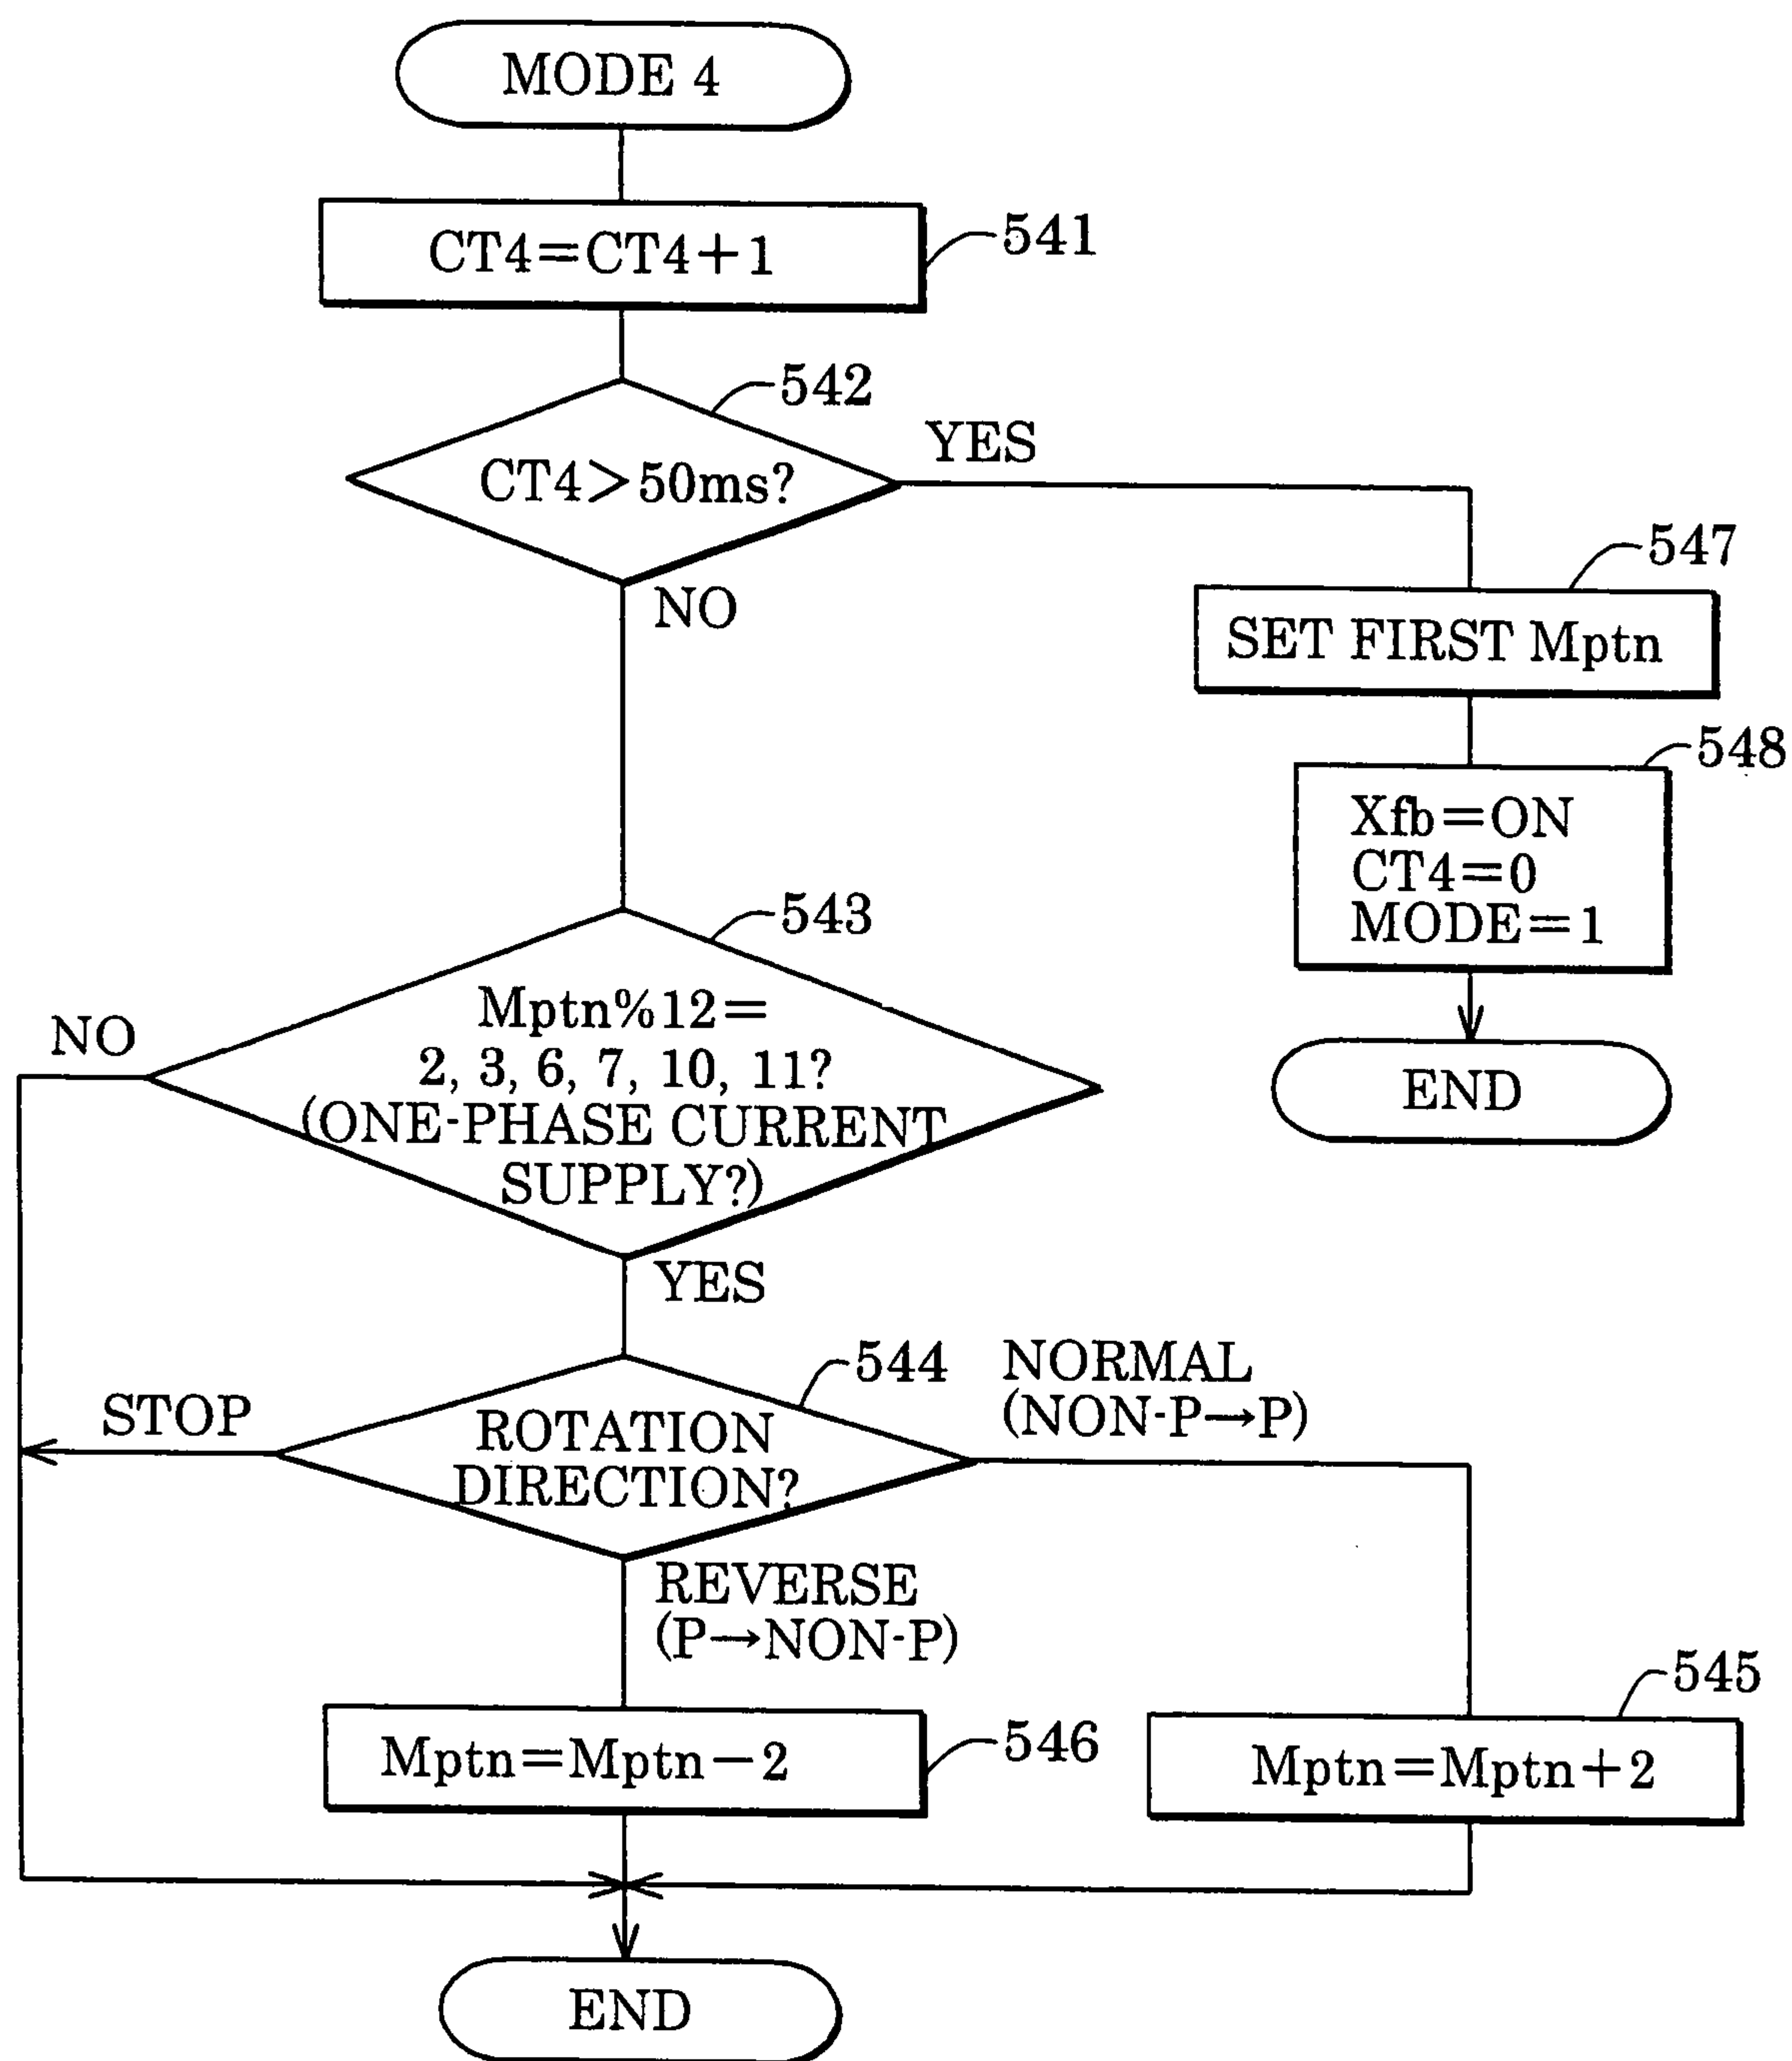 MODE 4
CT4=CT4+1
541
542
CT4>50ms?
YES
NO
547
SET FIRST Mptn
548
Xfb=ON
CT4=0
MODE=1
END
543
Mptn%12=
2, 3, 6, 7, 10, 11?
(ONE-PHASE CURRENT
SUPPLY?)
NO
YES
544
ROTATION
DIRECTION?
STOP
NORMAL
(NON-P→P)
REVERSE
(P→NON-P)
546
Mptn=Mptn−2
545
Mptn=Mptn+2
END